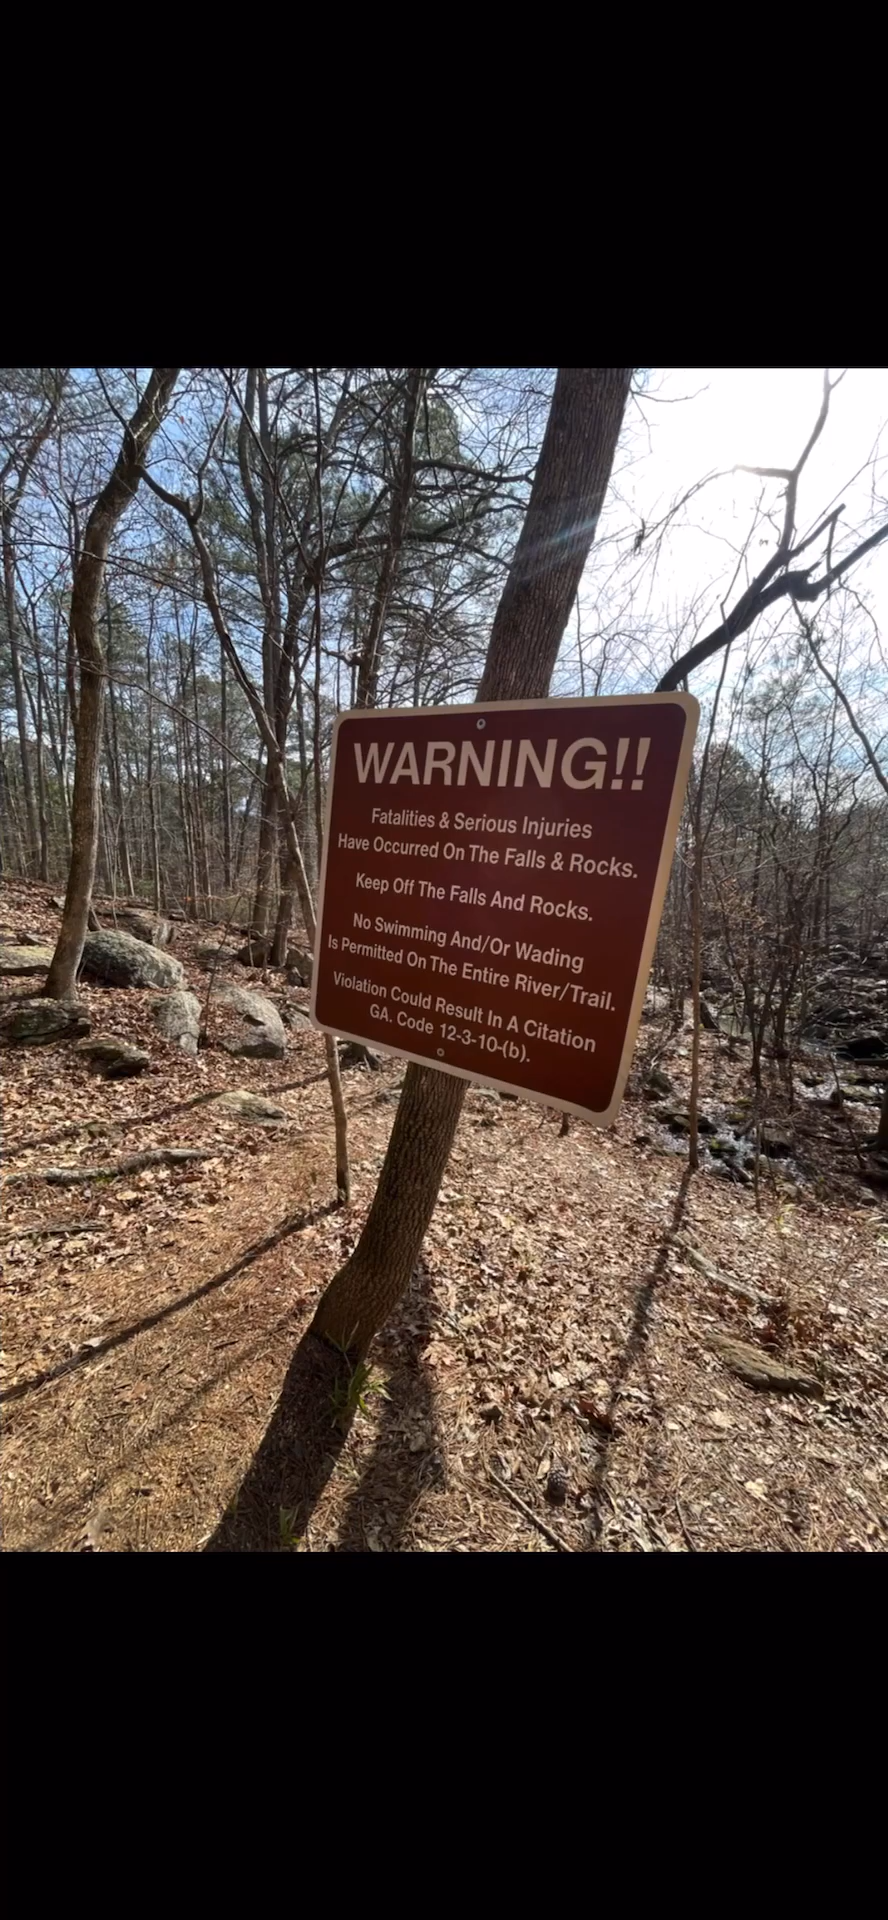 WARNING!!
Fatalities & Serious Injuries
Have Occurred On The Falls & Rocks.
Keep Off The Falls And Rocks.
No Swimming And/Or Wading
Is Permitted On The Entire River/Trail.
Violation Could Result In A Citation
GA. Code 12-3-10-(b).